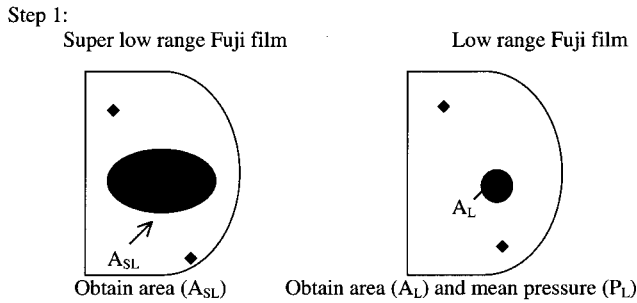 Step 1:
Super low range Fuji film
Low range Fuji film
A_SL
A_L
Obtain area (A_SL)
Obtain area (A_L) and mean pressure (P_L)